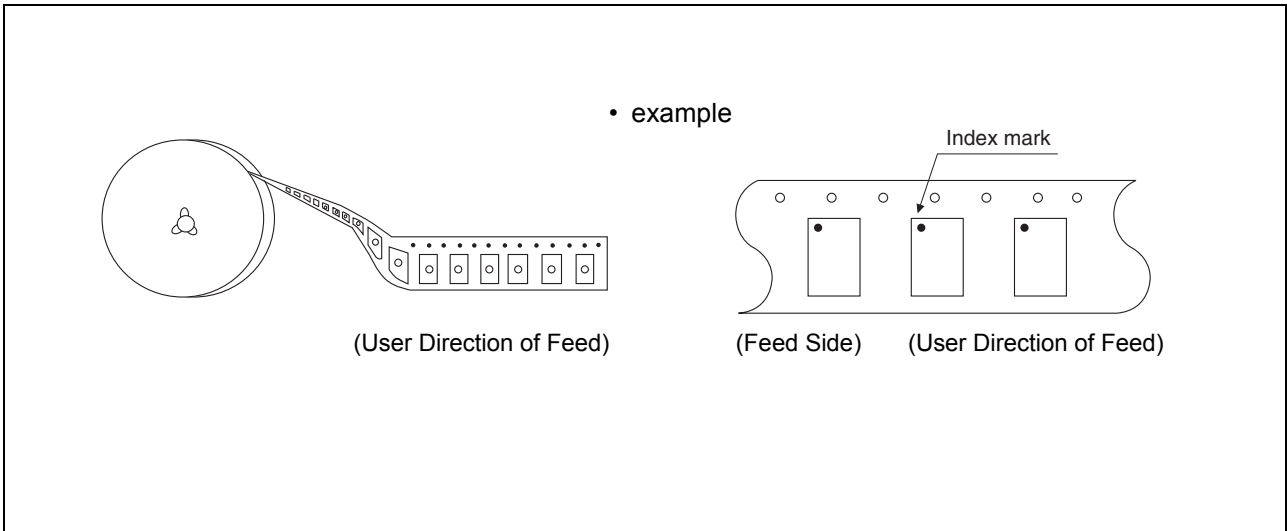 • example
Index mark
(User Direction of Feed)
(Feed Side)
(User Direction of Feed)